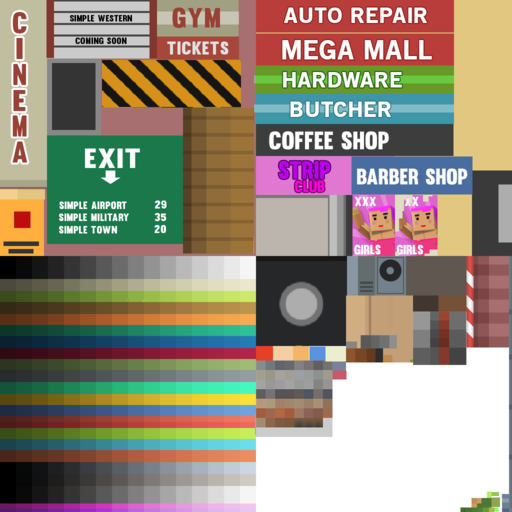 CINEMA
SIMPLE WESTERN
COMING SOON
GYM
TICKETS
EXIT
SIMPLE AIRPORT 29
SIMPLE MILITARY 35
SIMPLE TOWN 20
AUTO REPAIR
MEGA MALL
HARDWARE
BUTCHER
COFFEE SHOP
STRIP
CLUB
BARBER SHOP
XXX
GIRLS
XX
GIRLS